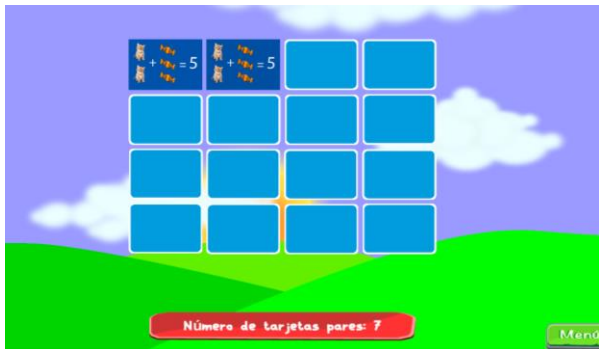 + = 5 + = 5
Número de tarjetas pares: 7
Menú